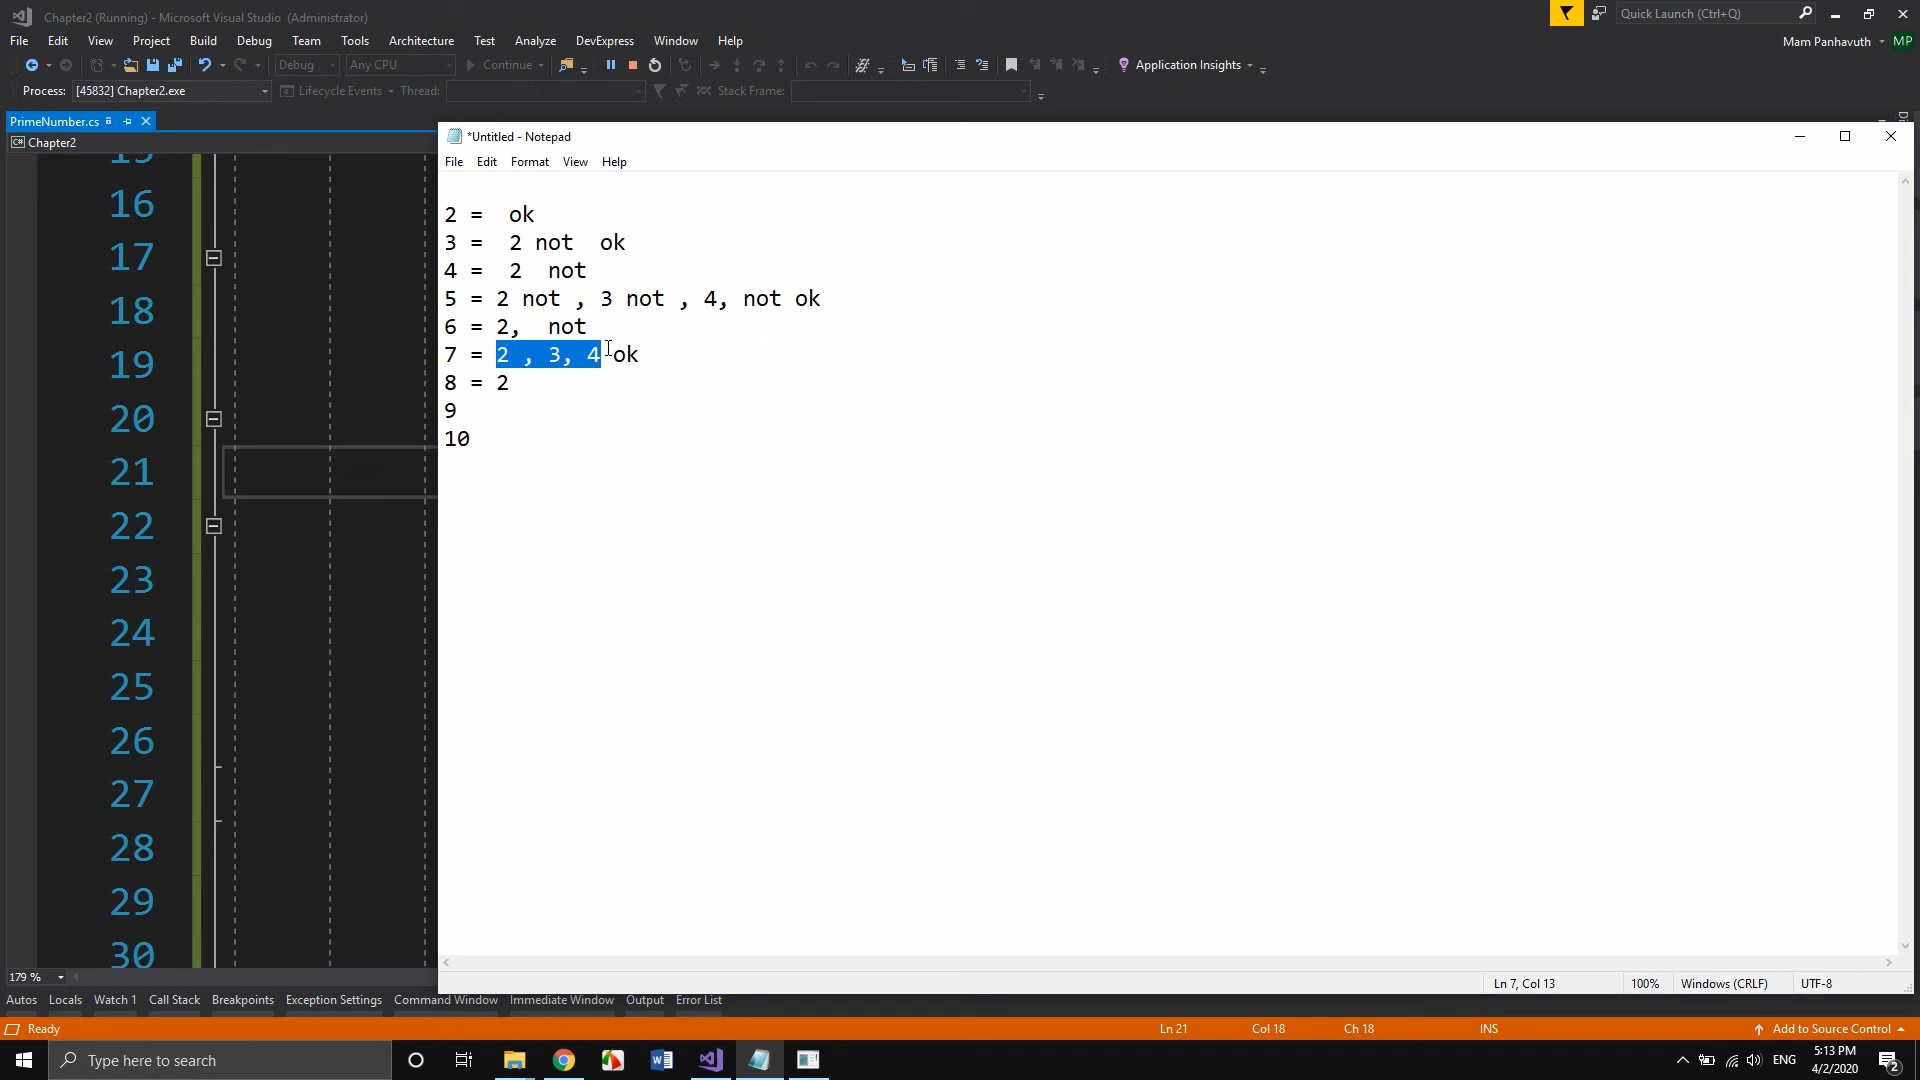 Chapter2 (Running) - Microsoft Visual Studio (Administrator)
Quick Launch (Ctrl+Q)
File Edit View Project Build Debug Team Tools Architecture Test Analyze DevExpress Window Help
Mam Panhavuth MP
Debug Any CPU Continue Application Insights
Process: [45832] Chapter2.exe Lifecycle Events Thread: Stack Frame:
PrimeNumber.cs
C# Chapter2
*Untitled - Notepad
File Edit Format View Help
2 = ok
3 = 2 not ok
4 = 2 not
5 = 2 not , 3 not , 4, not ok
6 = 2, not
7 = 2 , 3, 4 ok
8 = 2
9
10
15
16
17
18
19
20
21
22
23
24
25
26
27
28
29
30
179 %
Ln 7, Col 13 100% Windows (CRLF) UTF-8
Autos Locals Watch 1 Call Stack Breakpoints Exception Settings Command Window Immediate Window Output Error List
Ready Ln 21 Col 18 Ch 18 INS Add to Source Control
Type here to search
ENG
5:13 PM
4/2/2020
2